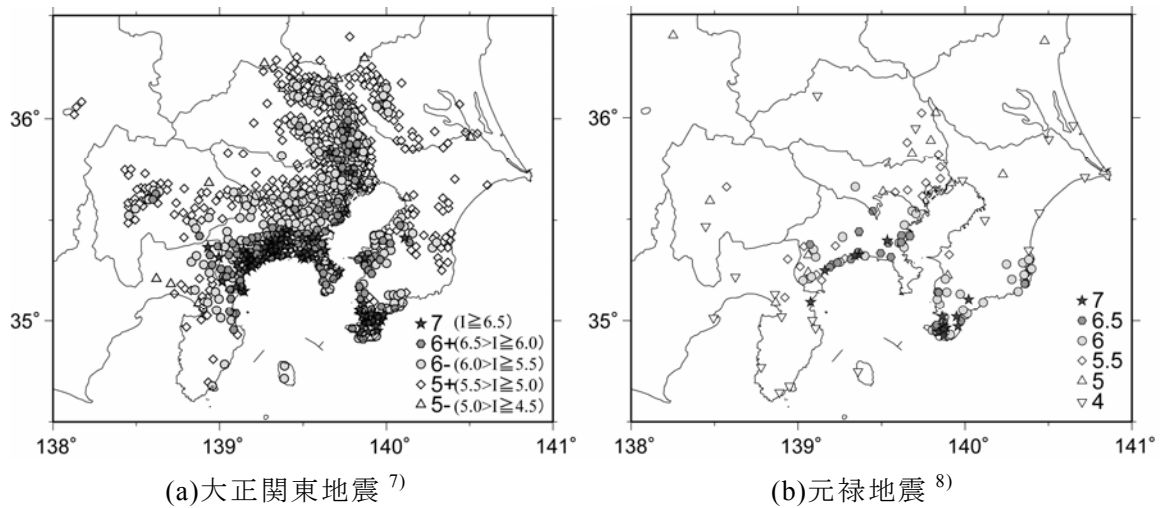 36°
35°
138°
139°
140°
141°
★ 7 (I≧6.5)
6+(6.5>I≧6.0)
6-(6.0>I≧5.5)
◇ 5+(5.5>I≧5.0)
△ 5-(5.0>I≧4.5)
(a)大正関東地震 7)
36°
35°
138°
139°
140°
141°
★ 7
6.5
6
◇ 5.5
△ 5
▽ 4
(b)元禄地震 8)